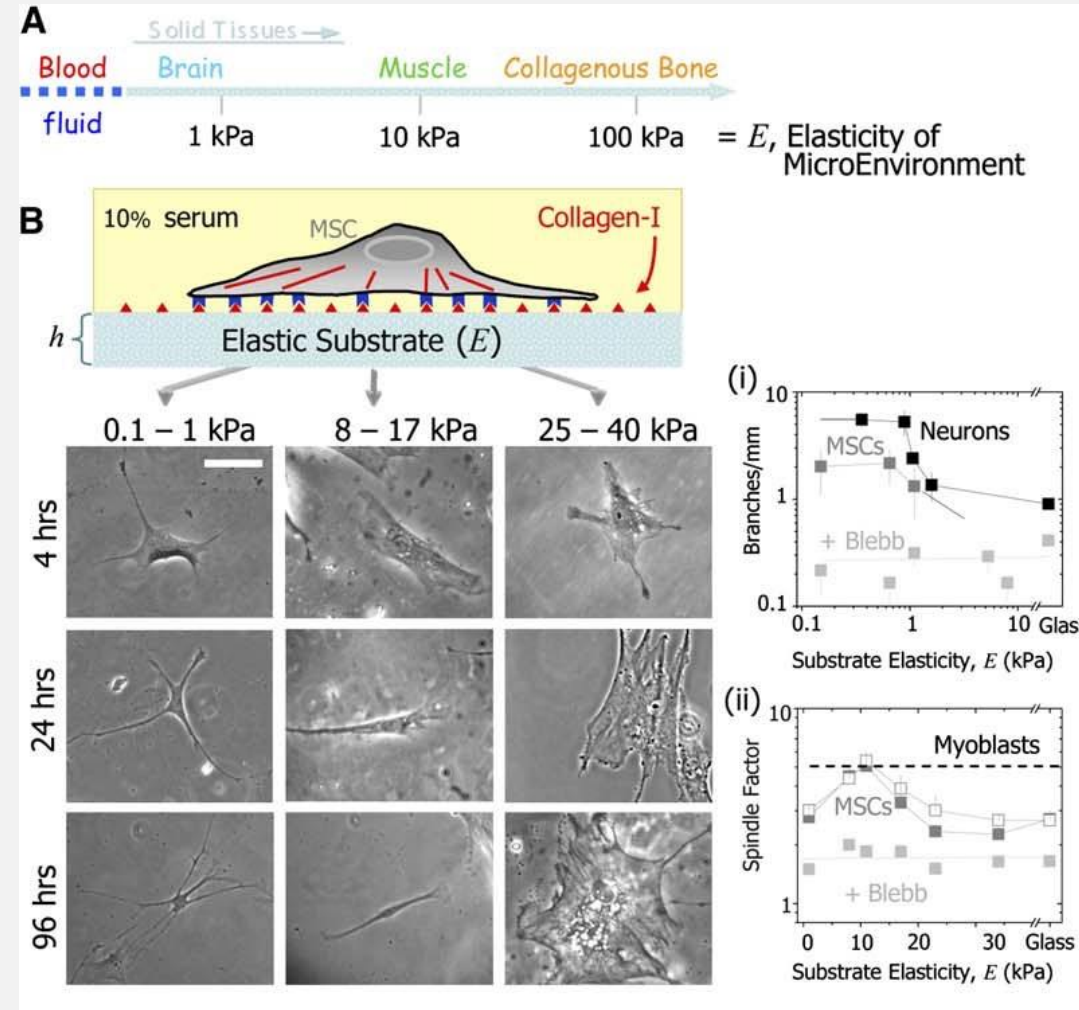 A
Solid Tissues
Blood Brain Muscle Collagenous Bone
fluid
1 kPa 10 kPa 100 kPa = E, Elasticity of
MicroEnvironment
B
10% serum
MSC
Collagen-I
h
Elastic Substrate (E)
0.1 – 1 kPa 8 – 17 kPa 25 – 40 kPa
4 hrs
24 hrs
96 hrs
(i)
10
1
0.1
Branches/mm
Neurons
MSCs
+ Blebb
0.1 1 10 Glas
Substrate Elasticity, E (kPa)
(ii)
10
1
Spindle Factor
Myoblasts
MSCs
+ Blebb
0 10 20 30 Glass
Substrate Elasticity, E (kPa)